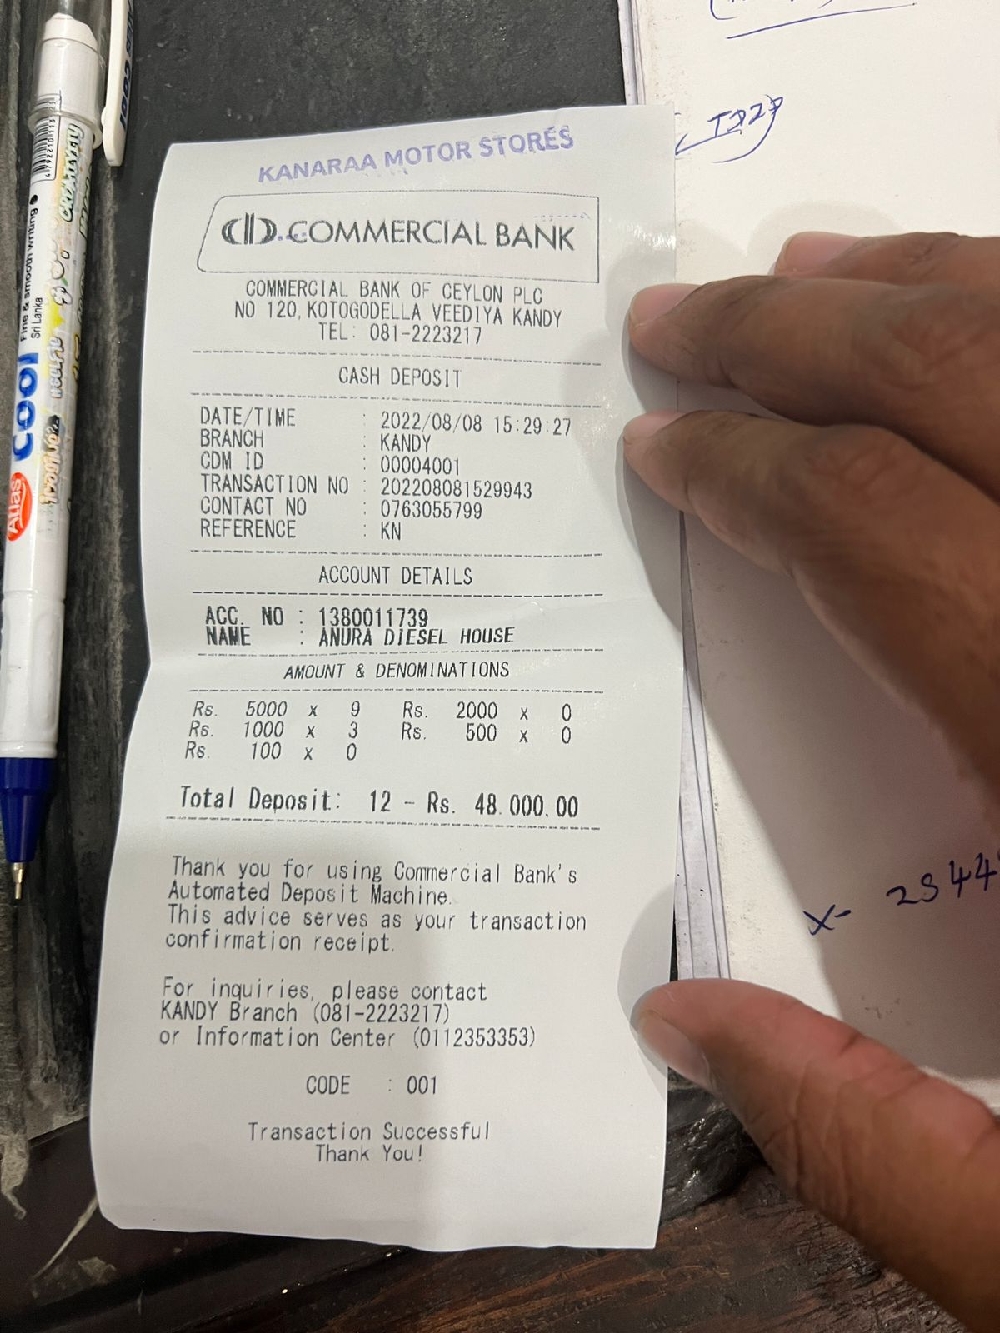 KANARAA MOTOR STORES
COMMERCIAL BANK
COMMERCIAL BANK OF CEYLON PLC
NO 120, KOTOGODELLA VEEDIYA KANDY
TEL: 081-2223217
CASH DEPOSIT
DATE/TIME : 2022/08/08 15:29:27
BRANCH : KANDY
CDM ID : 00004001
TRANSACTION NO : 202208081529943
CONTACT NO : 0763055799
REFERENCE : KN
ACCOUNT DETAILS
ACC. NO : 1380011739
NAME : ANURA DIESEL HOUSE
AMOUNT & DENOMINATIONS
Rs. 5000 x 9 Rs. 2000 x 0
Rs. 1000 x 3 Rs. 500 x 0
Rs. 100 x 0
Total Deposit: 12 - Rs. 48,000.00
Thank you for using Commercial Bank's
Automated Deposit Machine.
This advice serves as your transaction
confirmation receipt.
For inquiries, please contact
KANDY Branch (081-2223217)
or Information Center (0112353353)
CODE : 001
Transaction Successful
Thank You!
Atlas
cool
Fine & smooth writing
Sri Lanka